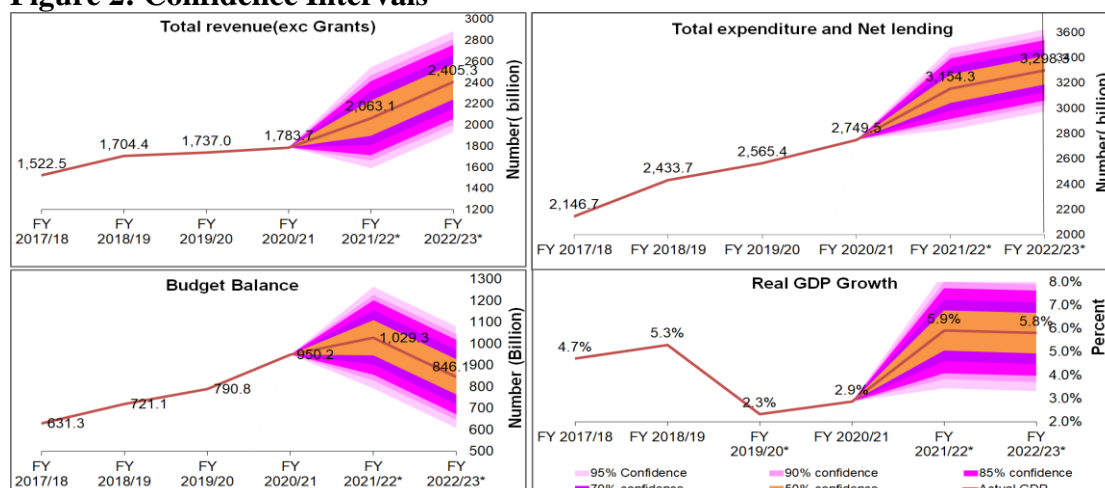 Figure 2: Confidence Intervals
Total revenue(exc Grants)
3000
2800
2600
2400
2200
2000
1800
1600
1400
1200
Number( billion)
1,522.5
1,704.4
1,737.0
1,783.7
2,063.1
2,405.3
FY 2017/18
FY 2018/19
FY 2019/20
FY 2020/21
FY 2021/22*
FY 2022/23*
Total expenditure and Net lending
3600
3400
3200
3000
2800
2600
2400
2200
2000
Number( billion)
2,146.7
2,433.7
2,565.4
2,749.5
3,154.3
FY 2017/18
FY 2018/19
FY 2019/20
FY 2020/21
FY 2021/22*
FY 2022/23*
Budget Balance
1300
1200
1100
1000
900
800
700
600
500
Number (Billion)
631.3
721.1
790.8
950.2
1,029.3
846.1
FY 2017/18
FY 2018/19
FY 2019/20
FY 2020/21
FY 2021/22*
FY 2022/23*
Real GDP Growth
8.0%
7.0%
6.0%
5.0%
4.0%
3.0%
2.0%
Percent
4.7%
5.3%
2.3%
2.9%
5.9%
5.8%
FY 2017/18
FY 2018/19
FY 2019/20*
FY 2020/21
FY 2021/22*
FY 2022/23*
95% Confidence
90% confidence
85% confidence
70% confidence
50% confidence
Actual GDP